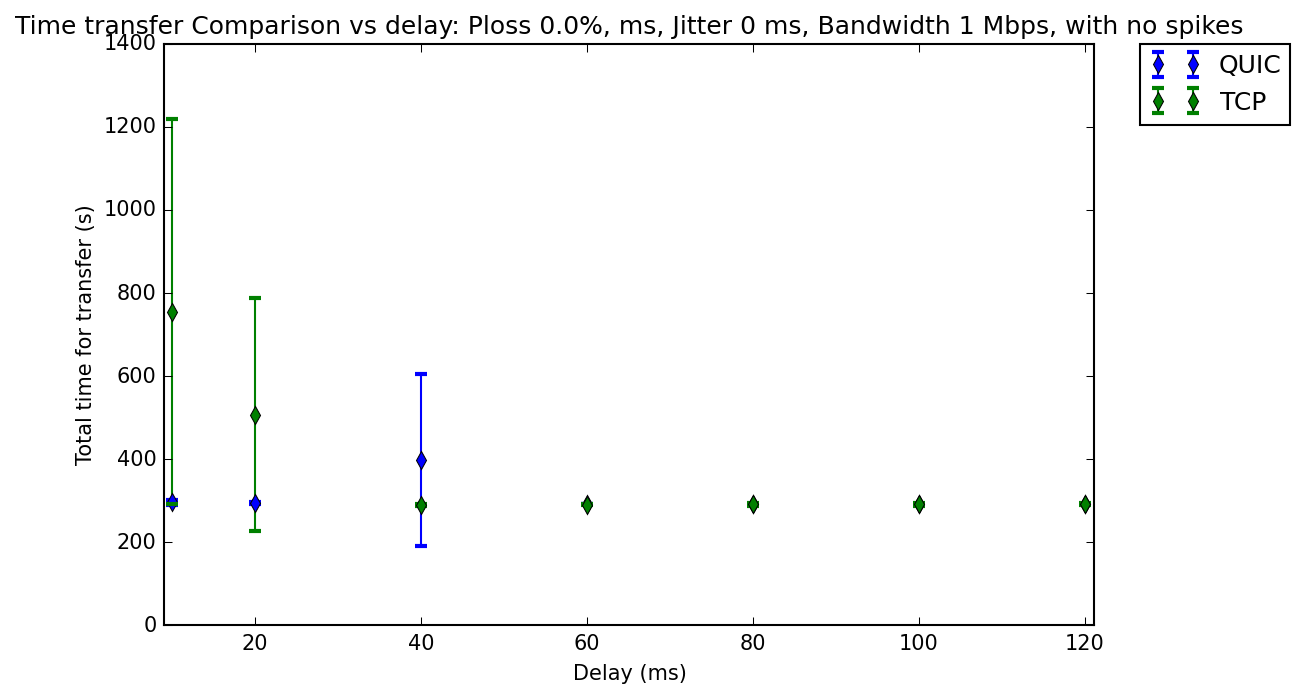 Time transfer Comparison vs delay: Ploss 0.0%, ms, Jitter 0 ms, Bandwidth 1 Mbps, with no spikes
QUIC
TCP
1400
1200
1000
800
600
400
200
0
Total time for transfer (s)
20 40 60 80 100 120
Delay (ms)